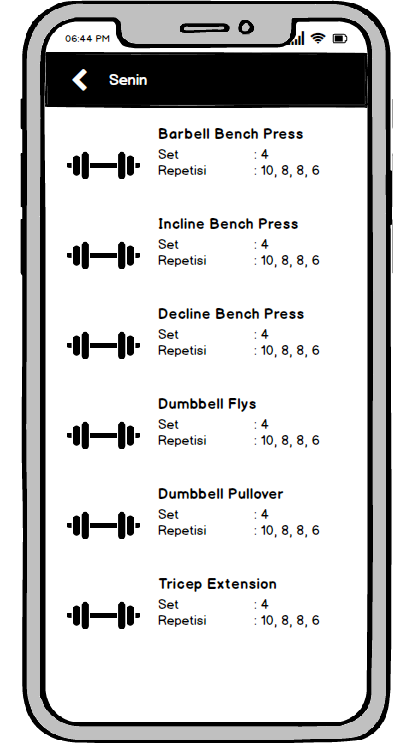 06:44 PM
Senin
Barbell Bench Press
Set : 4
Repetisi : 10, 8, 8, 6
Incline Bench Press
Set : 4
Repetisi : 10, 8, 8, 6
Decline Bench Press
Set : 4
Repetisi : 10, 8, 8, 6
Dumbbell Flys
Set : 4
Repetisi : 10, 8, 8, 6
Dumbbell Pullover
Set : 4
Repetisi : 10, 8, 8, 6
Tricep Extension
Set : 4
Repetisi : 10, 8, 8, 6